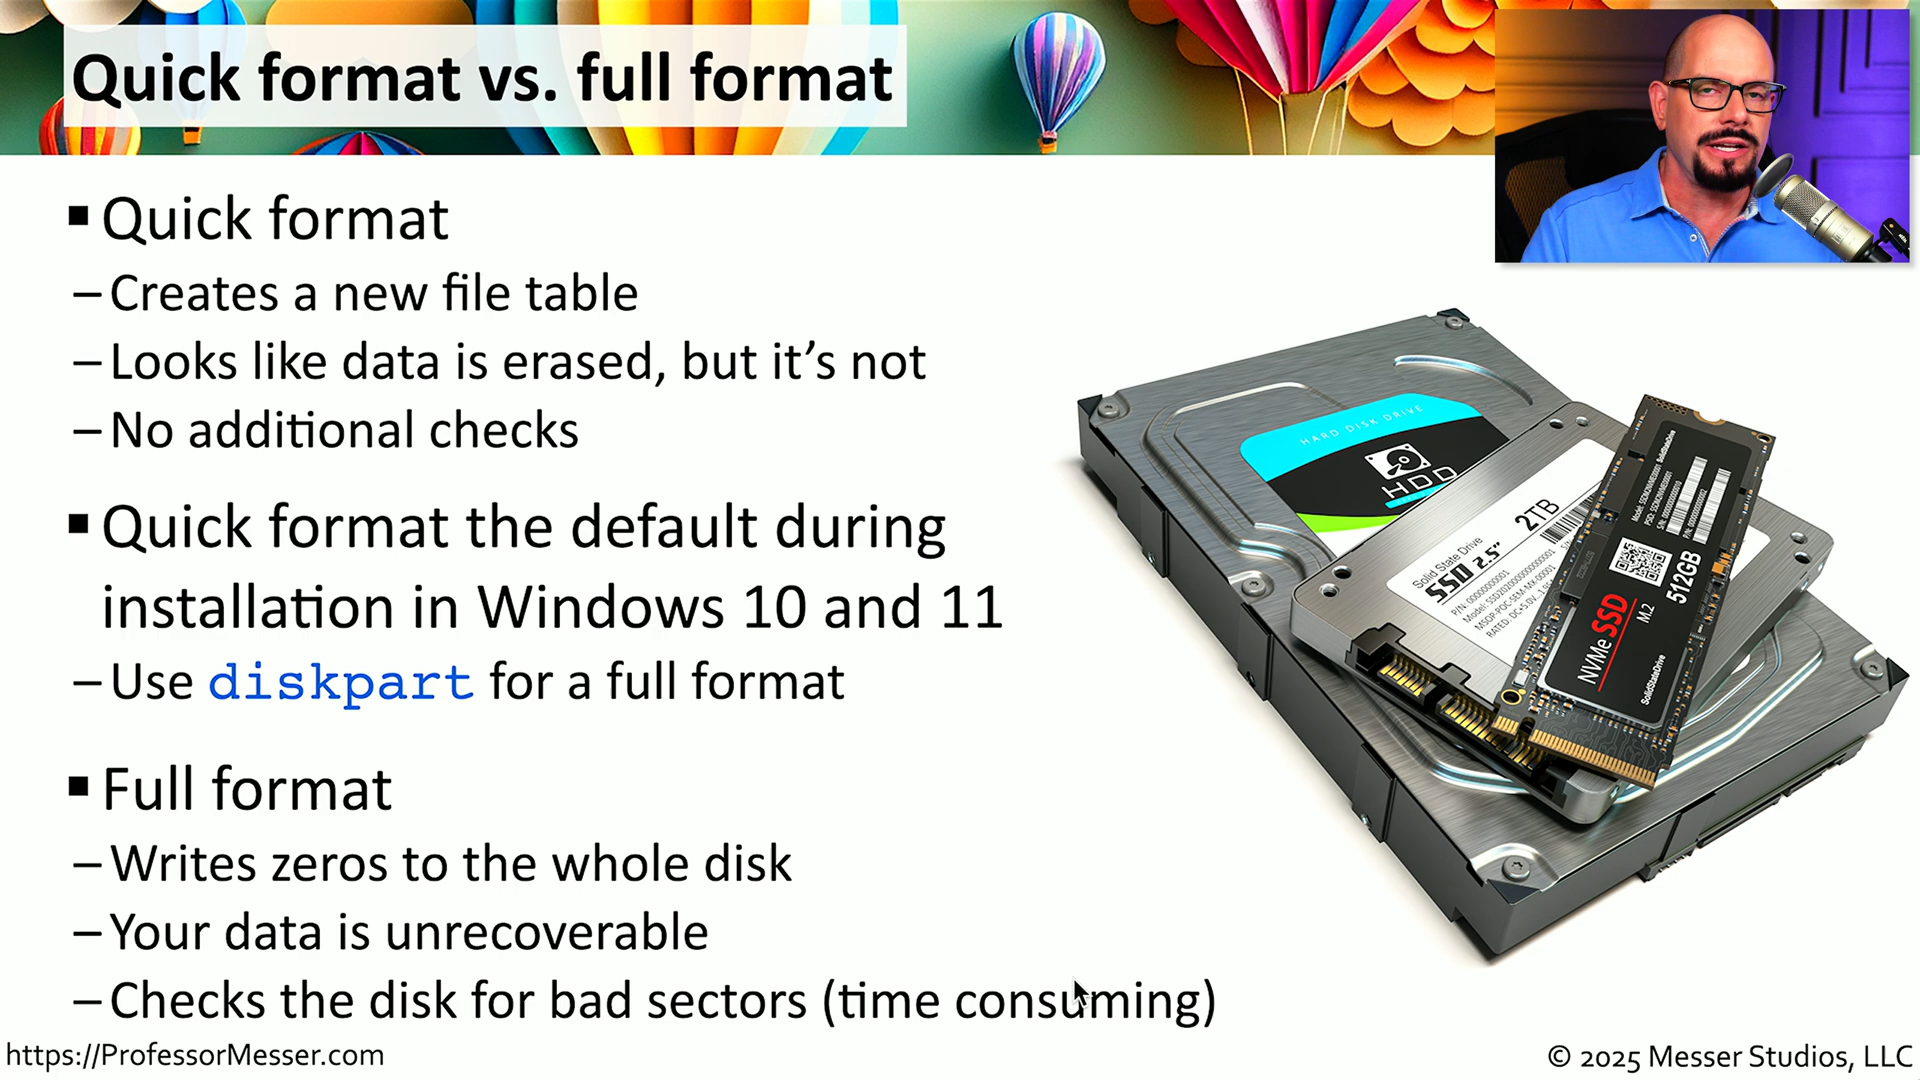 Quick format vs. full format
▪ Quick format
– Creates a new file table
– Looks like data is erased, but it's not
– No additional checks
▪ Quick format the default during
installation in Windows 10 and 11
– Use diskpart for a full format
▪ Full format
– Writes zeros to the whole disk
– Your data is unrecoverable
– Checks the disk for bad sectors (time consuming)
HARD DISK DRIVE
HDD
2TB
Solid State Drive
SSD 2.5"
NVMe SSD
M.2
512GB
SolidStateDrive
https://ProfessorMesser.com
© 2025 Messer Studios, LLC